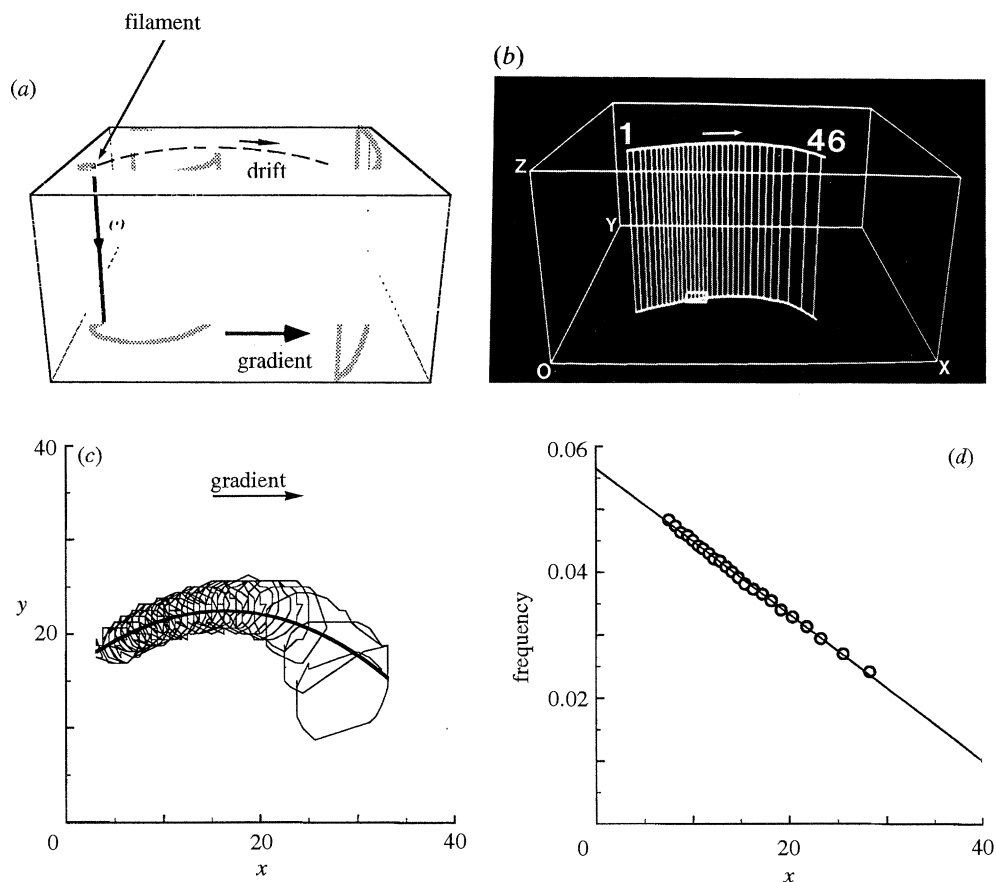 filament
(a)
drift
gradient
(b)
1
46
Z
Y
O
X
(c)
40
gradient
y
20
0
20
40
x
(d)
0.06
0.04
frequency
0.02
0
20
40
x